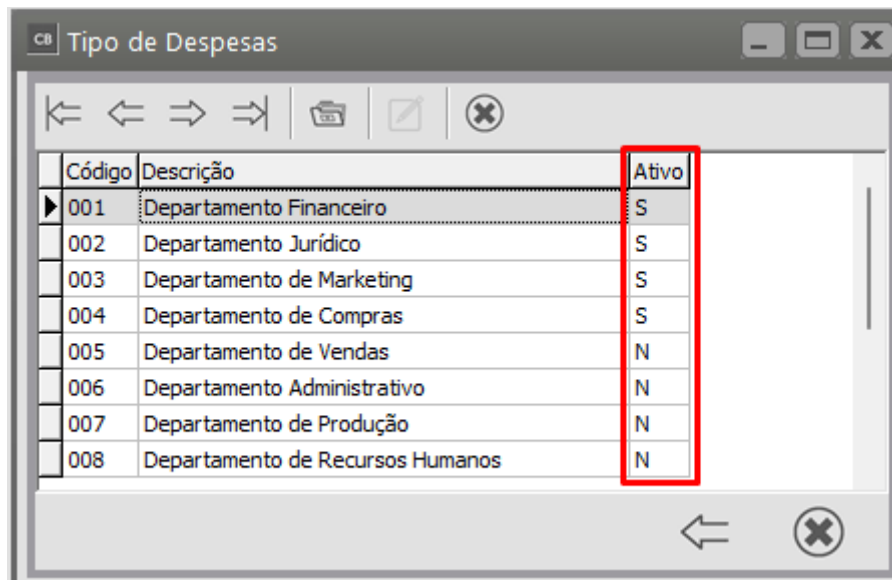 CB Tipo de Despesas
Código Descrição Ativo
001 Departamento Financeiro S
002 Departamento Jurídico S
003 Departamento de Marketing S
004 Departamento de Compras S
005 Departamento de Vendas N
006 Departamento Administrativo N
007 Departamento de Produção N
008 Departamento de Recursos Humanos N